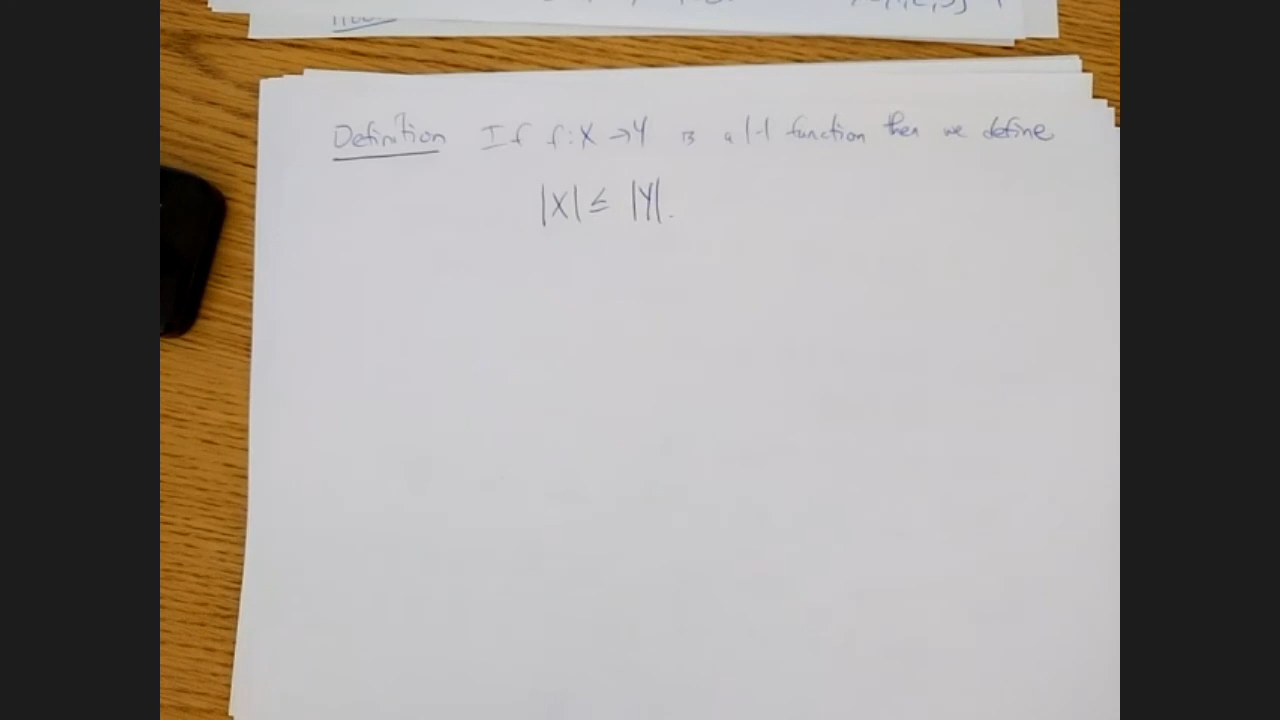 Definition If f: X → Y is a 1-1 function then we define
|X| ≤ |Y|.